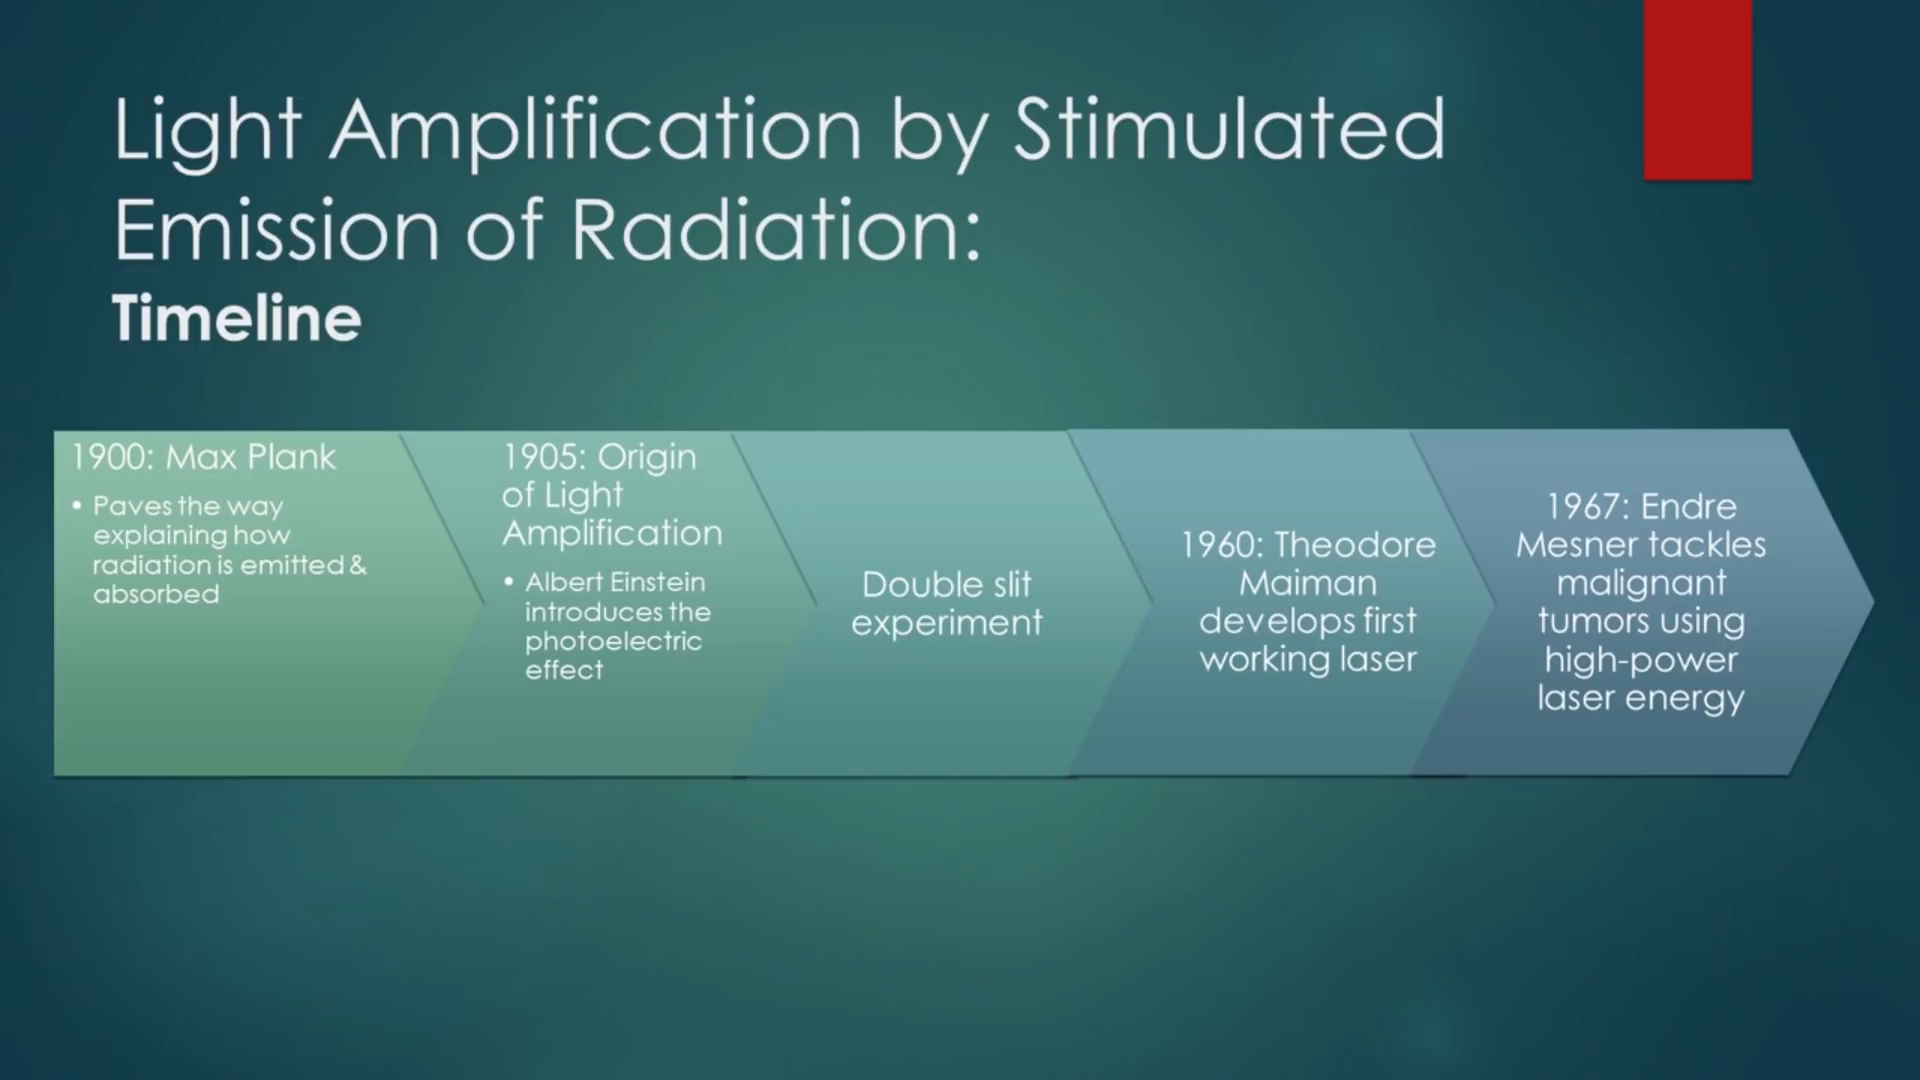 Light Amplification by Stimulated
Emission of Radiation:
Timeline
1900: Max Plank
• Paves the way
explaining how
radiation is emitted &
absorbed
1905: Origin
of Light
Amplification
• Albert Einstein
introduces the
photoelectric
effect
Double slit
experiment
1960: Theodore
Maiman
develops first
working laser
1967: Endre
Mesner tackles
malignant
tumors using
high-power
laser energy